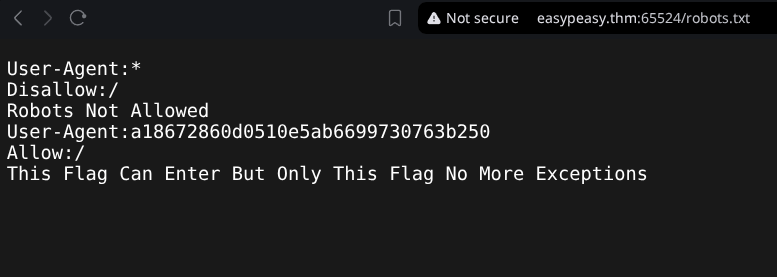 Not secure easypeasy.thm:65524/robots.txt
User-Agent:*
Disallow:/
Robots Not Allowed
User-Agent:a18672860d0510e5ab6699730763b250
Allow:/
This Flag Can Enter But Only This Flag No More Exceptions